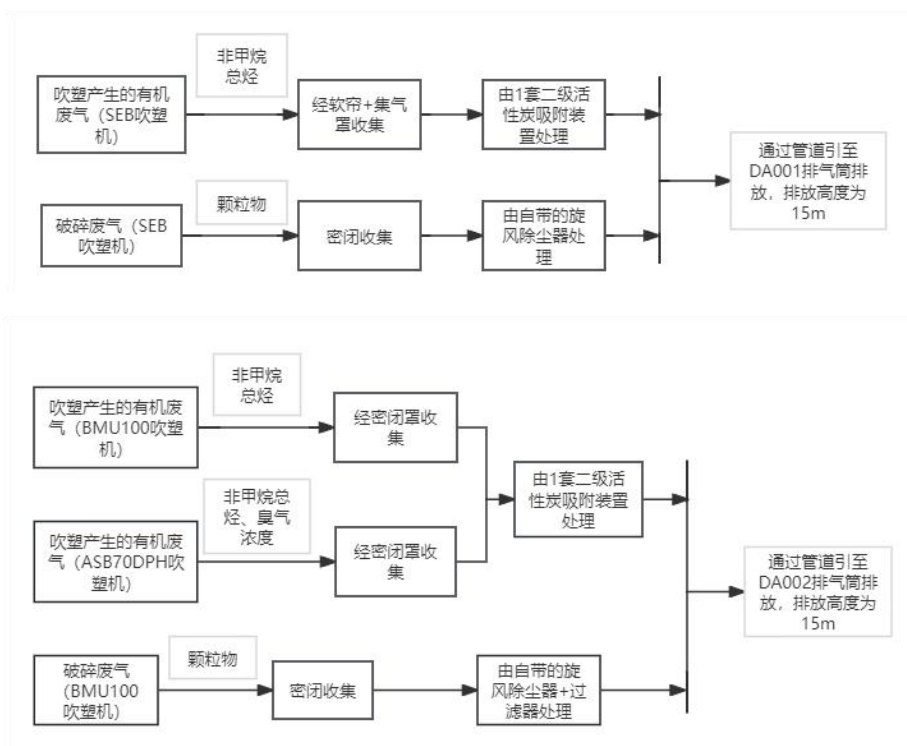 非甲烷
总烃
吹塑产生的有机
废气（SEB吹塑
机）
经软帘+集气
罩收集
由1套二级活
性炭吸附装
置处理
通过管道引至
DA001排气筒排
放，排放高度为
15m
颗粒物
破碎废气（SEB
吹塑机）
密闭收集
由自带的旋
风除尘器处
理
非甲烷
总烃
吹塑产生的有机废
气（BMU100吹塑
机）
经密闭罩收
集
由1套二级活
性炭吸附装置
处理
非甲烷总
烃、臭气
浓度
吹塑产生的有机废
气（ASB70DPH吹
塑机）
经密闭罩收
集
通过管道引至
DA002排气筒排
放，排放高度为
15m
颗粒物
破碎废气
（BMU100
吹塑机）
密闭收集
由自带的旋
风除尘器+过
滤器处理